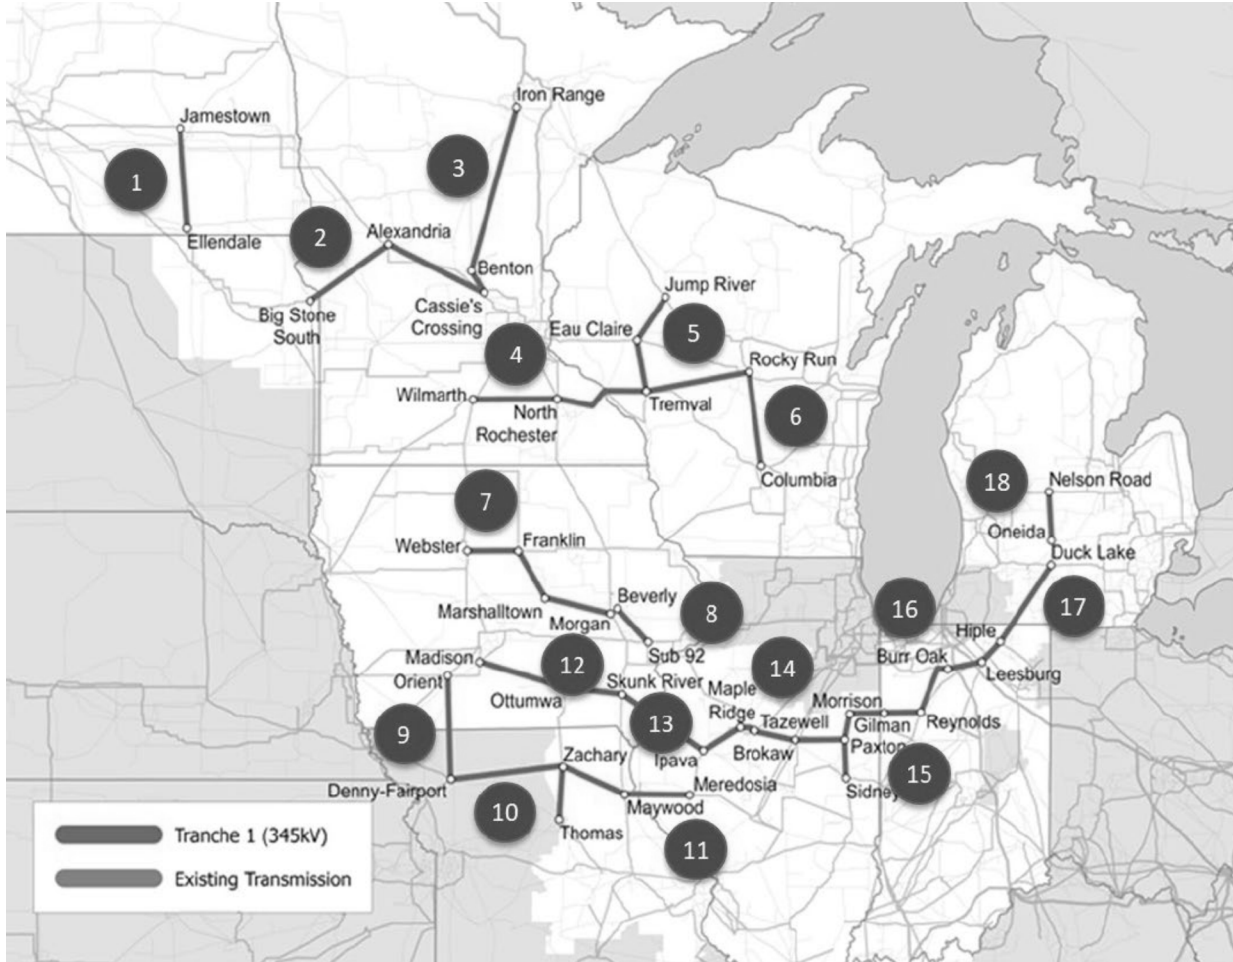 Iron Range
Jamestown
3
1
2
Alexandria
Ellendale
Benton
Jump River
Big Stone
South
Cassie's
Crossing
Eau Claire
5
4
Rocky Run
Wilmarth
North
Rochester
Tremval
6
Columbia
18
Nelson Road
7
Oneida
Webster
Franklin
Duck Lake
Beverly
8
16
17
Marshalltown
Morgan
Hiple
Sub 92
Madison
12
14
Burr Oak
Orient
Leesburg
Skunk River
Maple
Ridge
Ottumwa
Morrison
13
Tazewell
Gilman
Reynolds
9
Brokaw
Paxton
Zachary
Ipava
15
Denny-Fairport
Meredosia
Sidney
10
Maywood
Thomas
11
Tranche 1 (345kV)
Existing Transmission